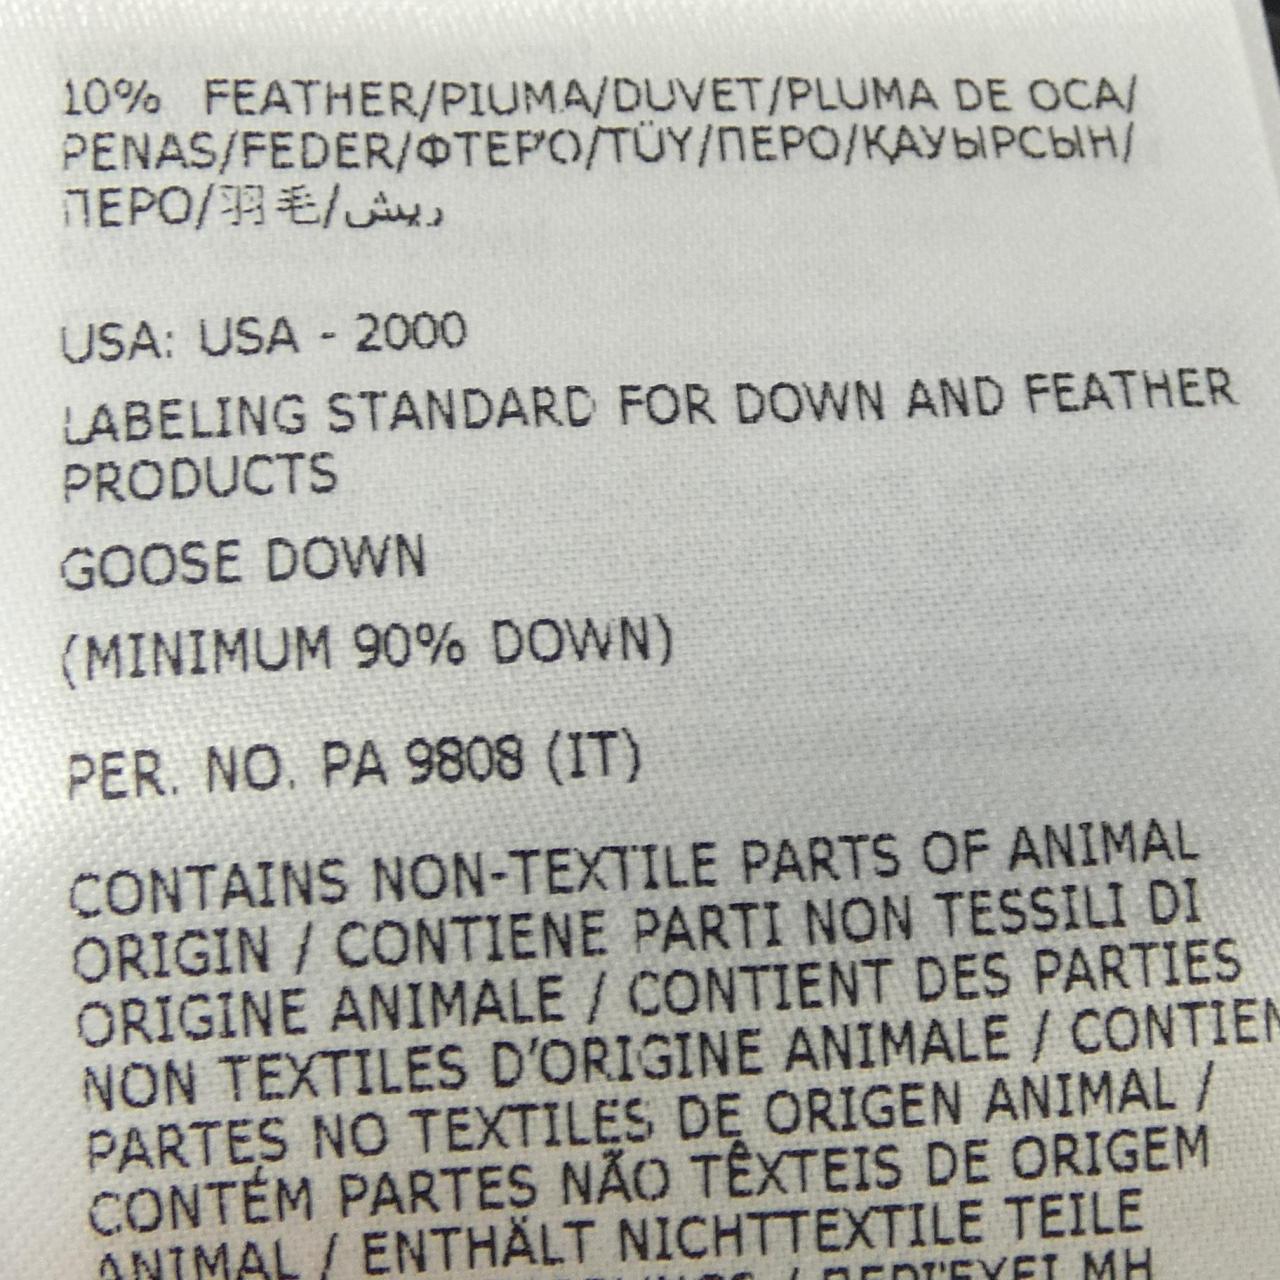 10% FEATHER/PIUMA/DUVET/PLUMA DE OCA/
PENAS/FEDER/ΦΤΕΡΌ/TÜY/ПЕРО/ҚАУЫРСЫН/
ПЕРО/羽毛/ريش
USA: USA - 2000
LABELING STANDARD FOR DOWN AND FEATHER
PRODUCTS
GOOSE DOWN
(MINIMUM 90% DOWN)
PER. NO. PA 9808 (IT)
CONTAINS NON-TEXTILE PARTS OF ANIMAL
ORIGIN / CONTIENE PARTI NON TESSILI DI
ORIGINE ANIMALE / CONTIENT DES PARTIES
NON TEXTILES D'ORIGINE ANIMALE / CONTIEN
PARTES NO TEXTILES DE ORIGEN ANIMAL /
CONTÉM PARTES NÃO TÊXTEIS DE ORIGEM
ANIMAL / ENTHÄLT NICHTTEXTILE TEILE
/ ΠΕΡΙΈΧΕΙ ΜΗ